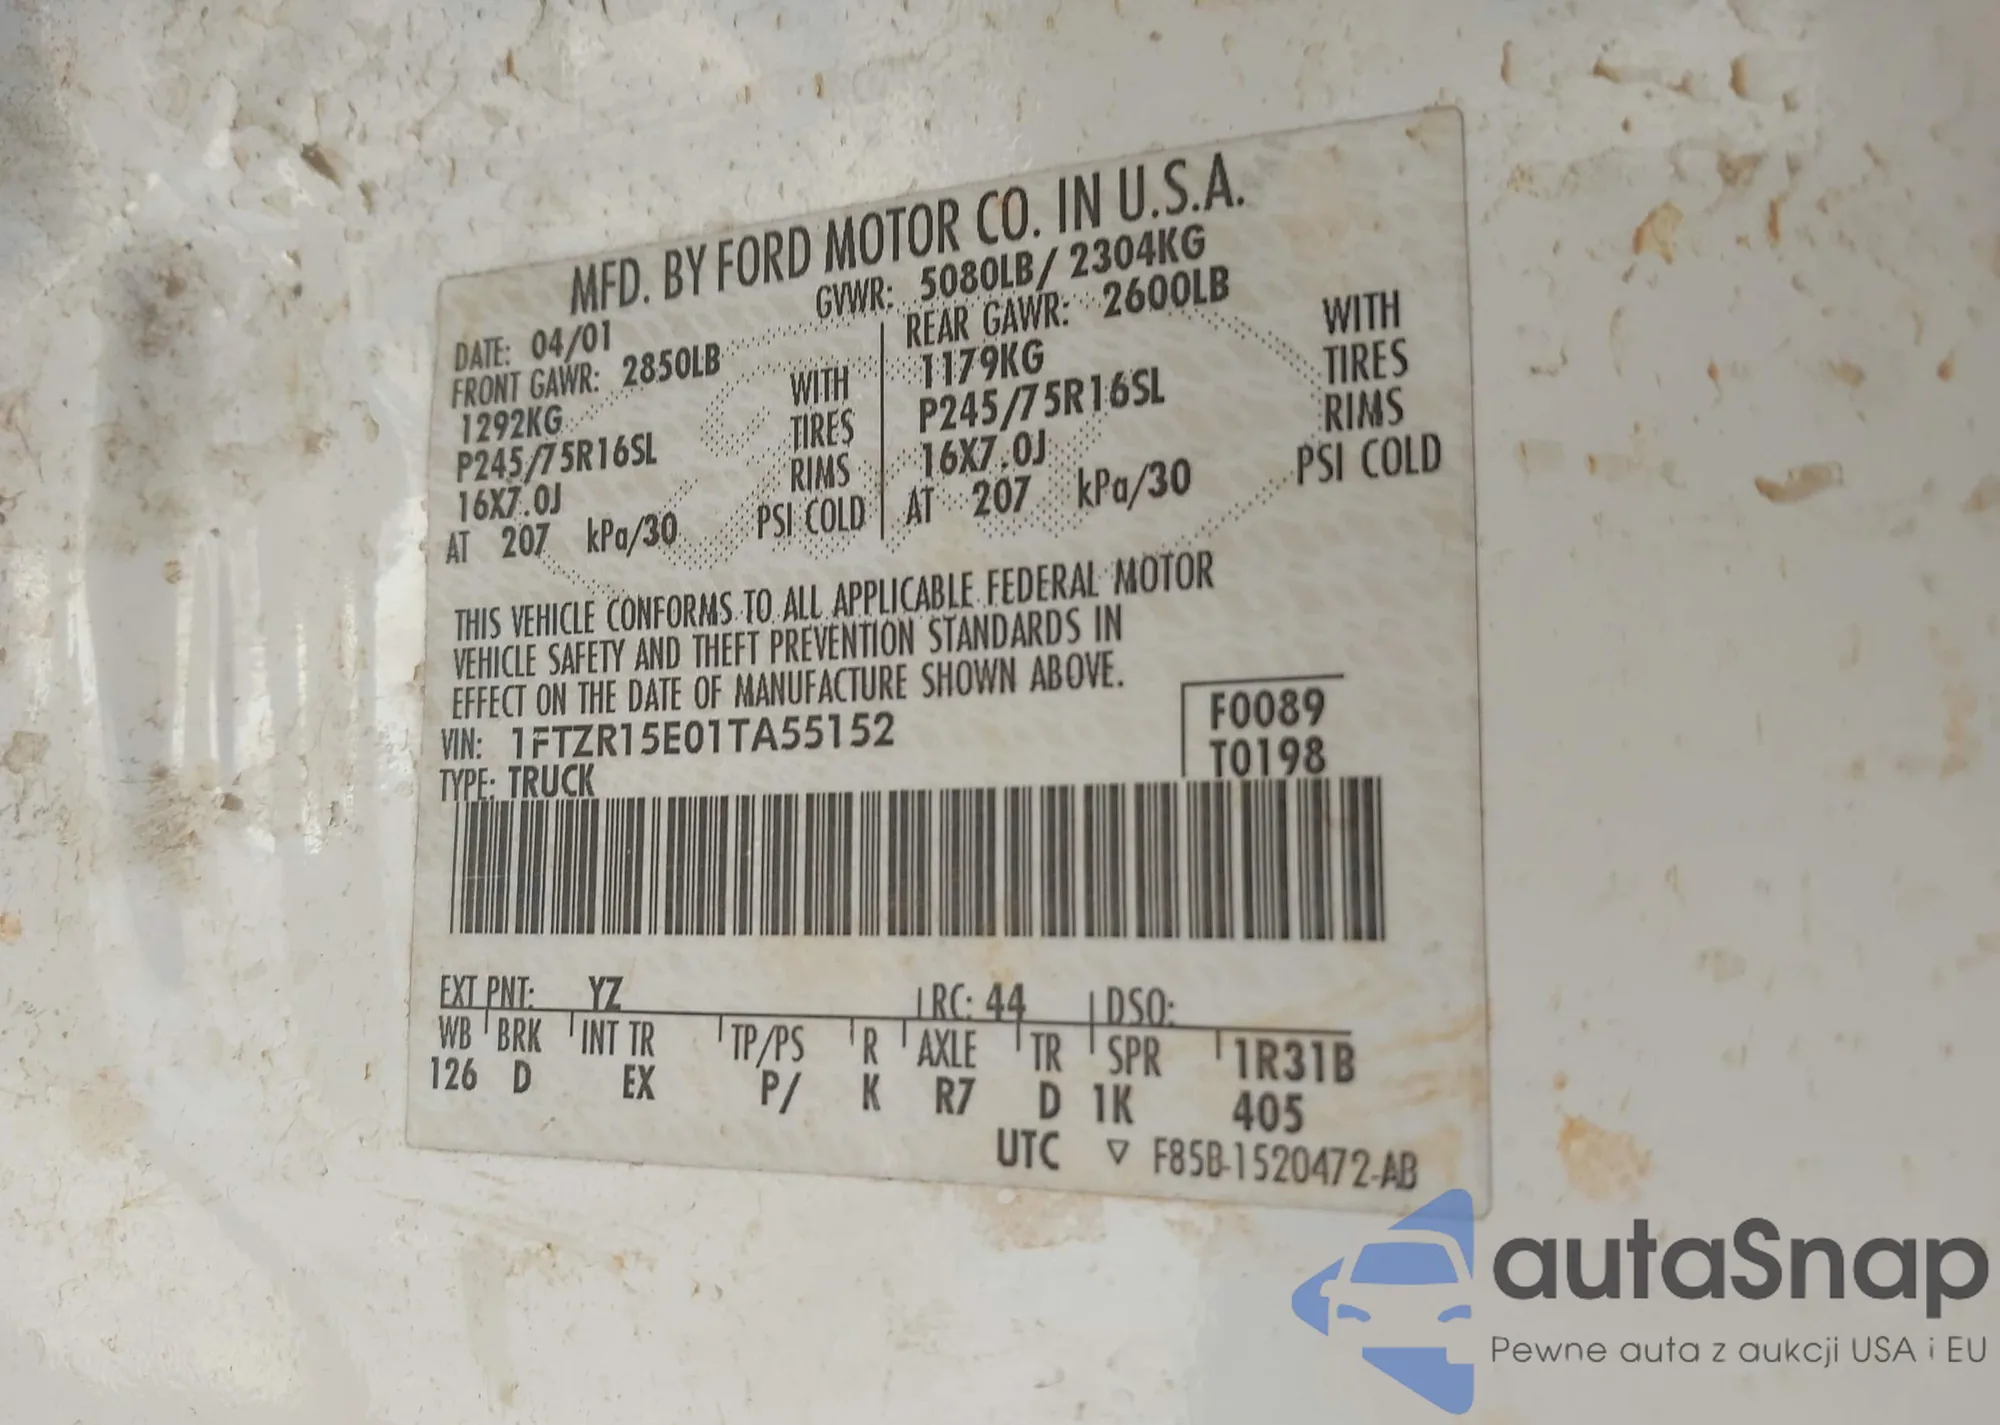 MFD. BY FORD MOTOR CO. IN U.S.A.
DATE: 04/01 GVWR: 5080LB/ 2304KG
FRONT GAWR: 2850LB REAR GAWR: 2600LB
1292KG WITH 1179KG WITH
P245/75R16SL TIRES P245/75R16SL TIRES
16X7.0J RIMS 16X7.0J RIMS
AT 207 kPa/30 PSI COLD AT 207 kPa/30 PSI COLD
THIS VEHICLE CONFORMS TO ALL APPLICABLE FEDERAL MOTOR
VEHICLE SAFETY AND THEFT PREVENTION STANDARDS IN
EFFECT ON THE DATE OF MANUFACTURE SHOWN ABOVE.
VIN: 1FTZR15E01TA55152 F0089
TYPE: TRUCK T0198
EXT PNT: YZ RC: 44 DSO:
WB BRK INT TR TP/PS R AXLE TR SPR 1R31B
126 D EX P/ K R7 D 1K 405
UTC ▽ F85B-1520472-AB
autaSnap
Pewne auta z aukcji USA i EU